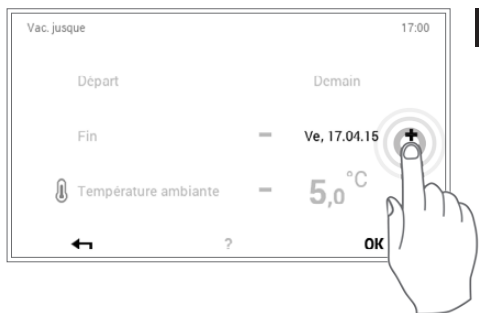 Vac. jusque 17:00
Départ Demain
Fin − Ve, 17.04.15 +
Température ambiante − 5,0 °C
? OK